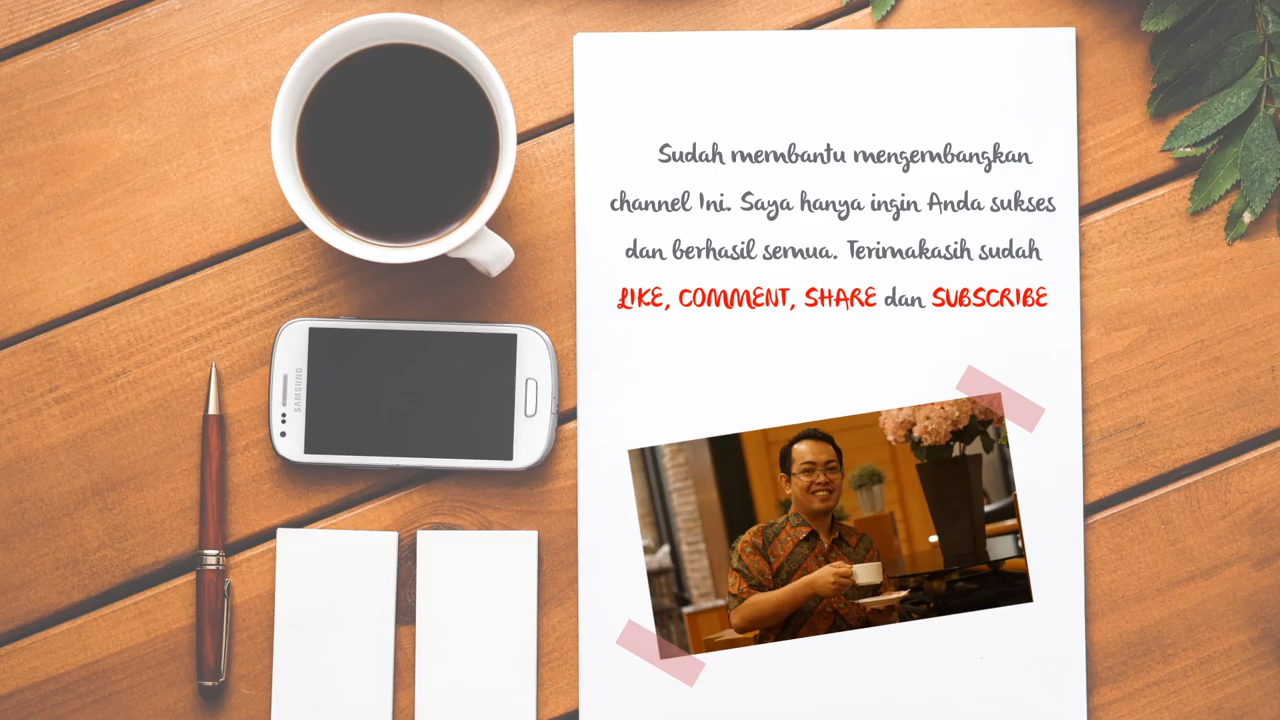 Sudah membantu mengembangkan
channel Ini. Saya hanya ingin Anda sukses
dan berhasil semua. Terimakasih sudah
LIKE, COMMENT, SHARE dan SUBSCRIBE
SAMSUNG